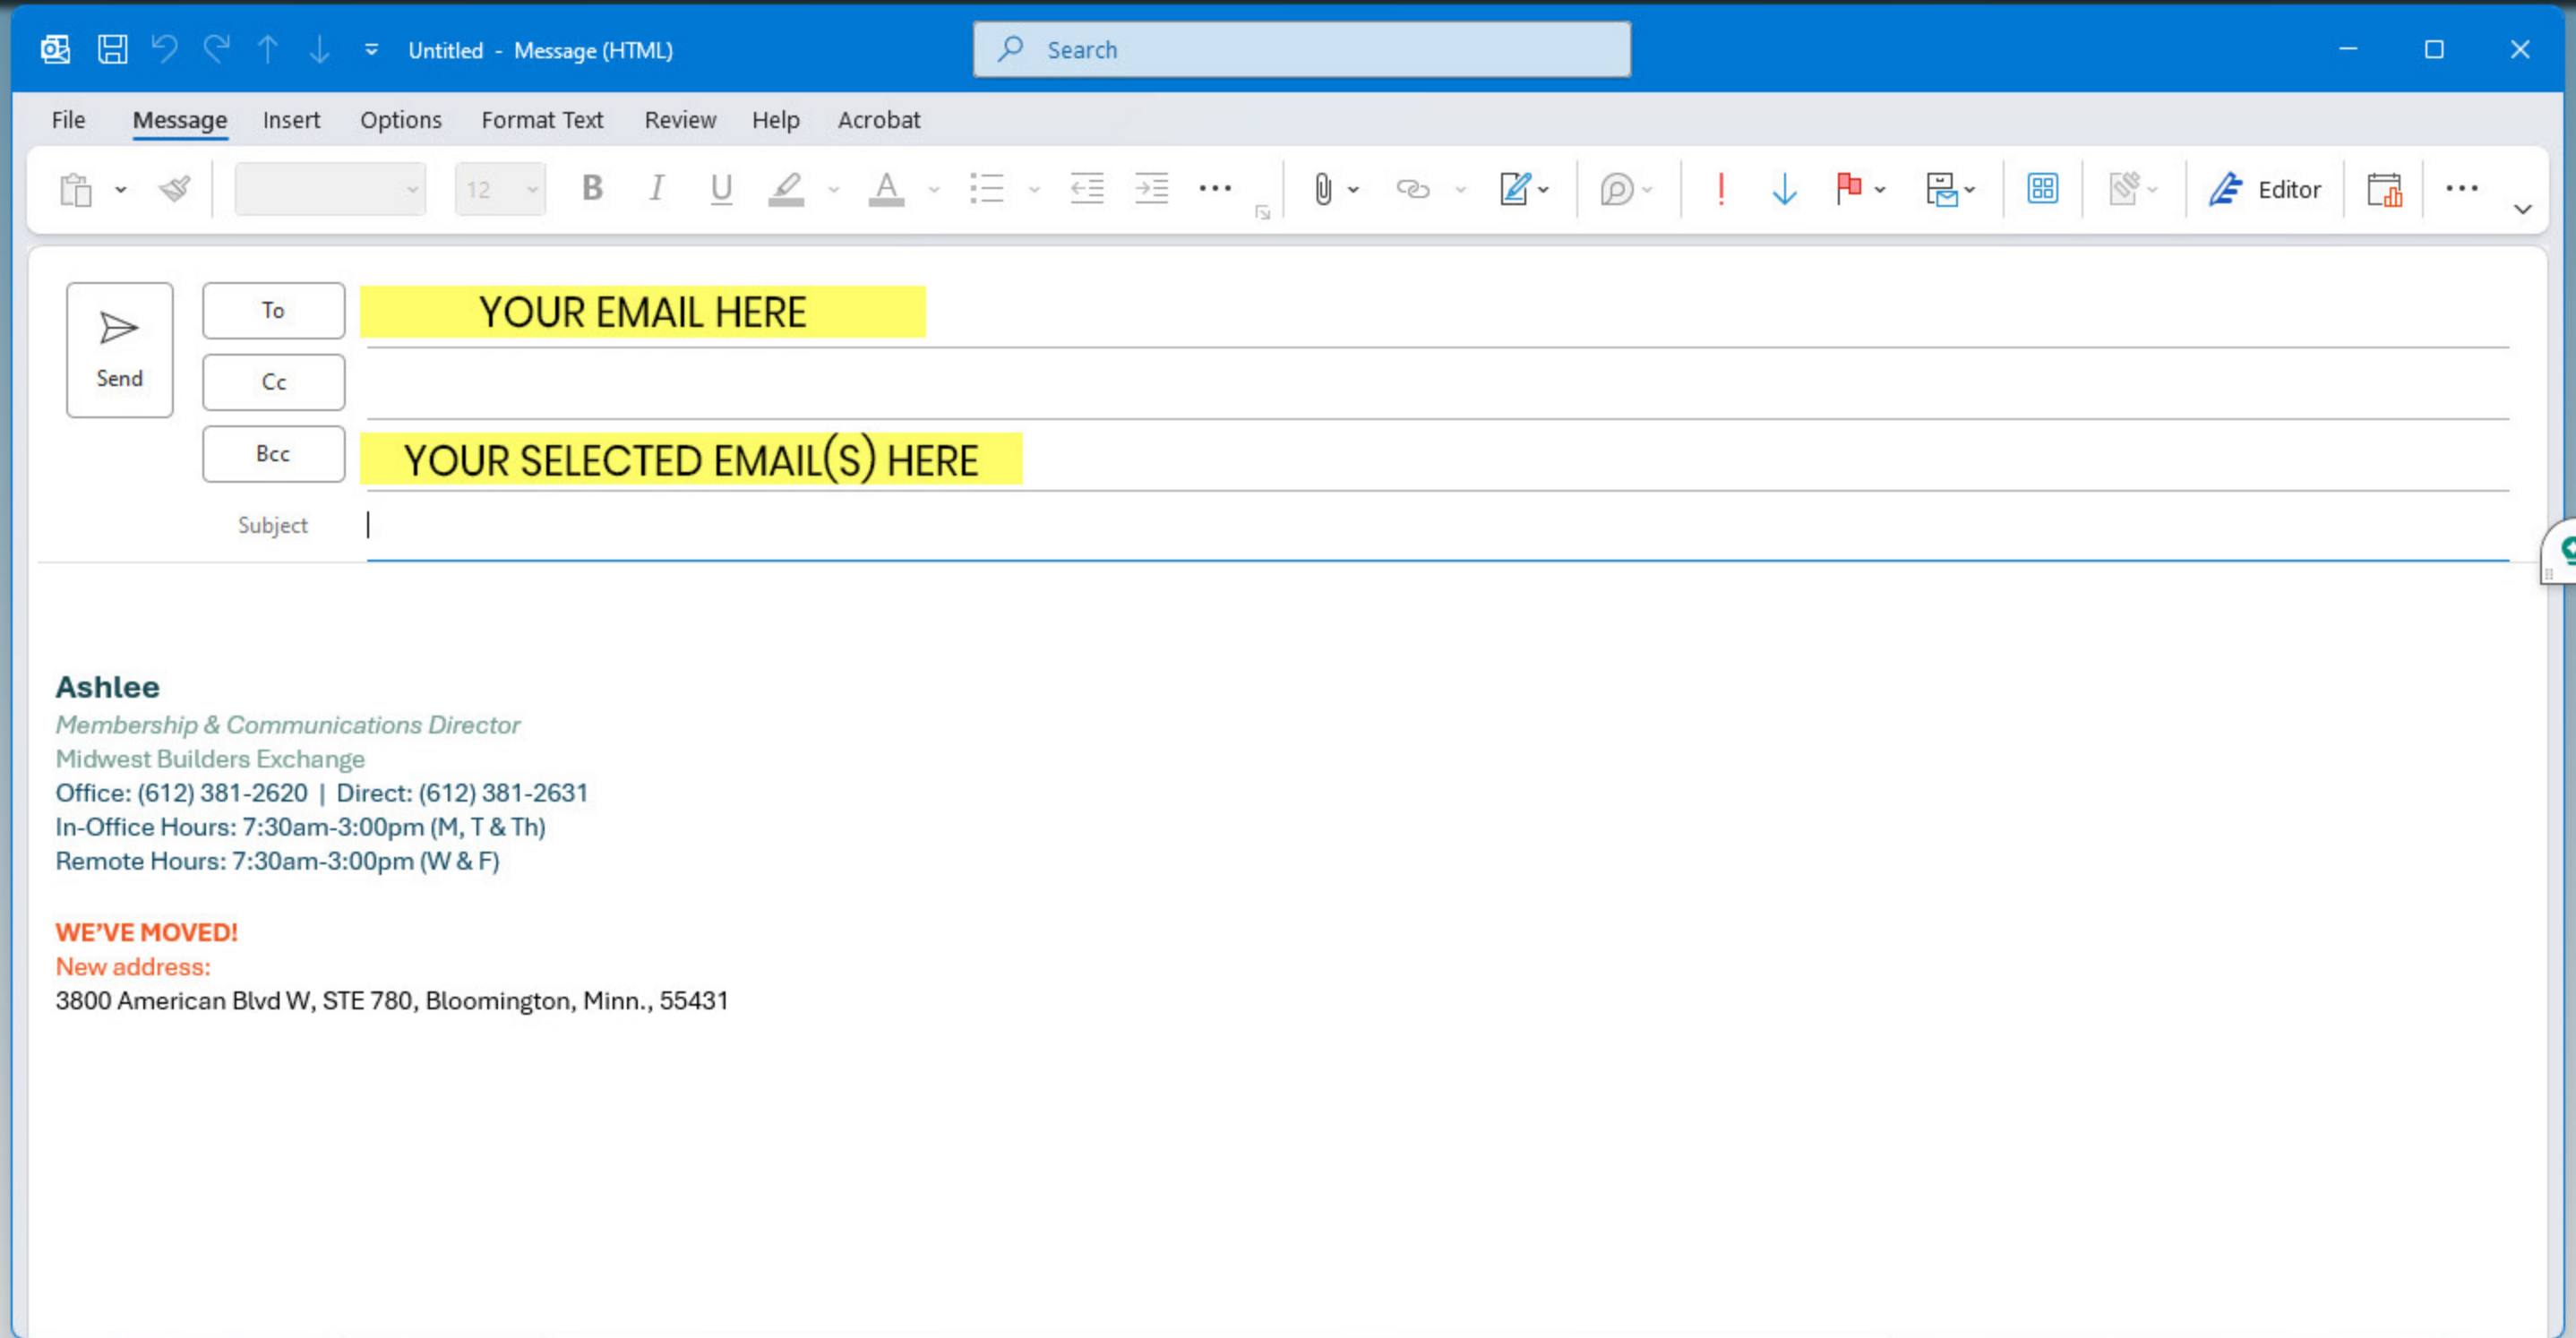 Untitled - Message (HTML)
Search
File Message Insert Options Format Text Review Help Acrobat
12 B I U A Editor
To YOUR EMAIL HERE
Send
Cc
Bcc YOUR SELECTED EMAIL(S) HERE
Subject
Ashlee
Membership & Communications Director
Midwest Builders Exchange
Office: (612) 381-2620 | Direct: (612) 381-2631
In-Office Hours: 7:30am-3:00pm (M, T & Th)
Remote Hours: 7:30am-3:00pm (W & F)
WE’VE MOVED!
New address:
3800 American Blvd W, STE 780, Bloomington, Minn., 55431